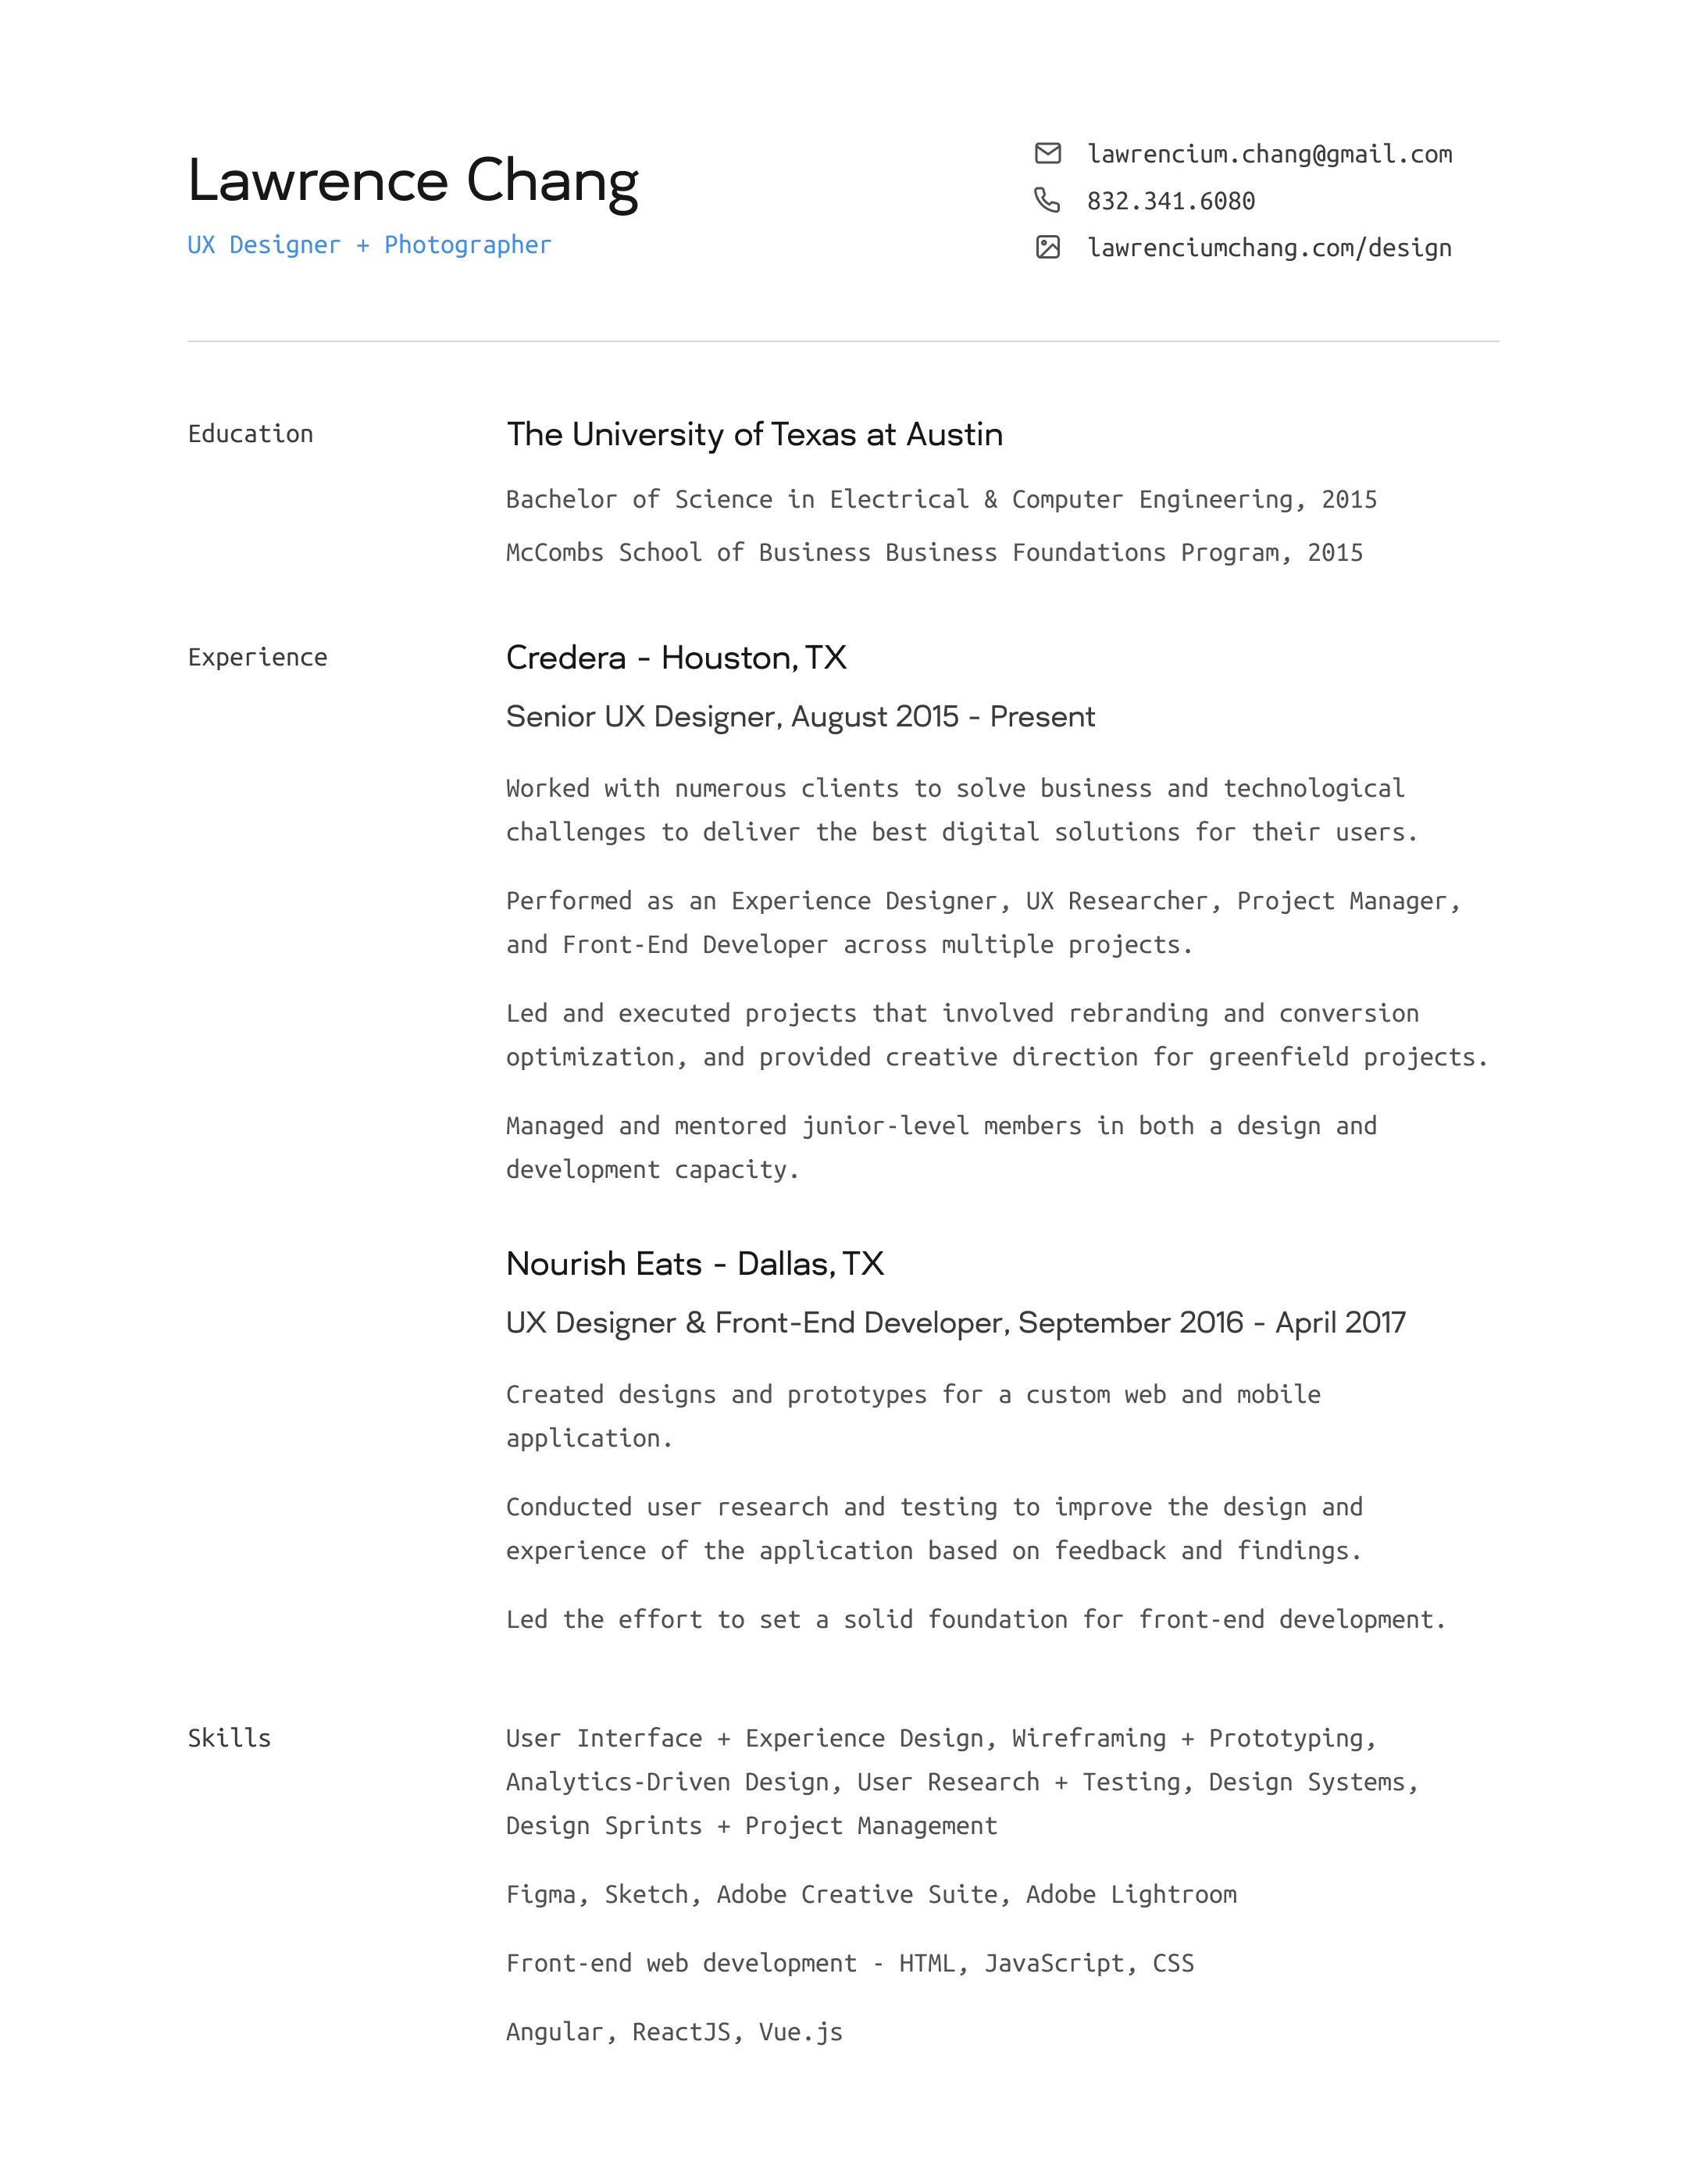 Lawrence Chang
UX Designer + Photographer
lawrencium.chang@gmail.com
832.341.6080
lawrenciumchang.com/design
Education
The University of Texas at Austin
Bachelor of Science in Electrical & Computer Engineering, 2015
McCombs School of Business Business Foundations Program, 2015
Experience
Credera - Houston, TX
Senior UX Designer, August 2015 - Present
Worked with numerous clients to solve business and technological
challenges to deliver the best digital solutions for their users.
Performed as an Experience Designer, UX Researcher, Project Manager,
and Front-End Developer across multiple projects.
Led and executed projects that involved rebranding and conversion
optimization, and provided creative direction for greenfield projects.
Managed and mentored junior-level members in both a design and
development capacity.
Nourish Eats - Dallas, TX
UX Designer & Front-End Developer, September 2016 - April 2017
Created designs and prototypes for a custom web and mobile
application.
Conducted user research and testing to improve the design and
experience of the application based on feedback and findings.
Led the effort to set a solid foundation for front-end development.
Skills
User Interface + Experience Design, Wireframing + Prototyping,
Analytics-Driven Design, User Research + Testing, Design Systems,
Design Sprints + Project Management
Figma, Sketch, Adobe Creative Suite, Adobe Lightroom
Front-end web development - HTML, JavaScript, CSS
Angular, ReactJS, Vue.js